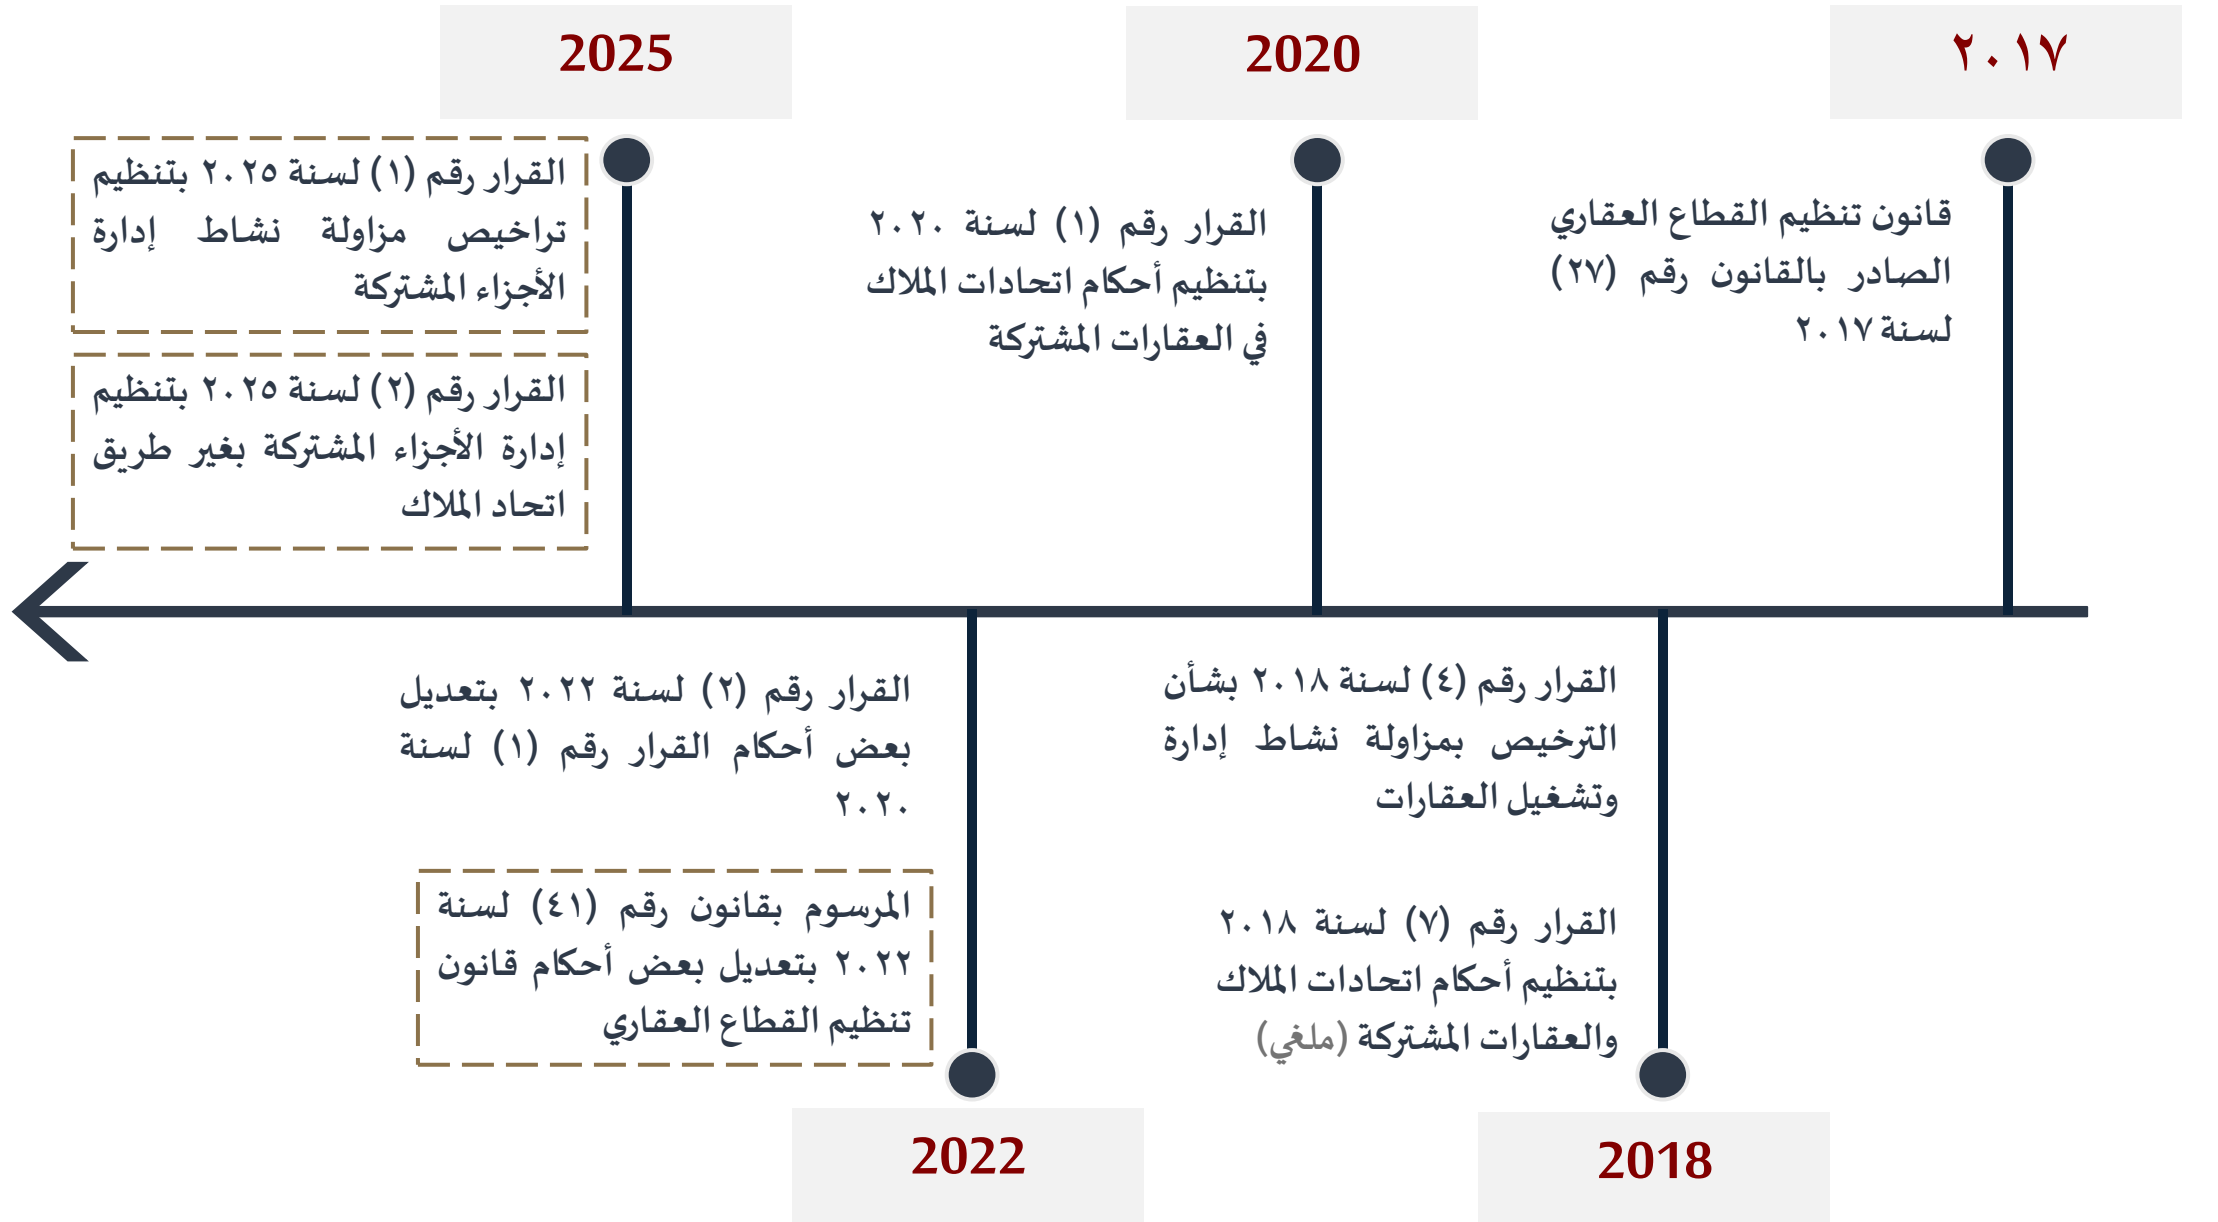 ٢٠١٧
قانون تنظيم القطاع العقاري
الصادر بالقانون رقم (٢٧)
لسنة ٢٠١٧
القرار رقم (٤) لسنة ٢٠١٨ بشأن
الترخيص بمزاولة نشاط إدارة
وتشغيل العقارات
القرار رقم (٧) لسنة ٢٠١٨
بتنظيم أحكام اتحادات الملاك
والعقارات المشتركة (ملغي)
2018
2020
القرار رقم (١) لسنة ٢٠٢٠
بتنظيم أحكام اتحادات الملاك
في العقارات المشتركة
القرار رقم (٢) لسنة ٢٠٢٢ بتعديل
بعض أحكام القرار رقم (١) لسنة
٢٠٢٠
المرسوم بقانون رقم (٤١) لسنة
٢٠٢٢ بتعديل بعض أحكام قانون
تنظيم القطاع العقاري
2022
2025
القرار رقم (١) لسنة ٢٠٢٥ بتنظيم
تراخيص مزاولة نشاط إدارة
الأجزاء المشتركة
القرار رقم (٢) لسنة ٢٠٢٥ بتنظيم
إدارة الأجزاء المشتركة بغير طريق
اتحاد الملاك